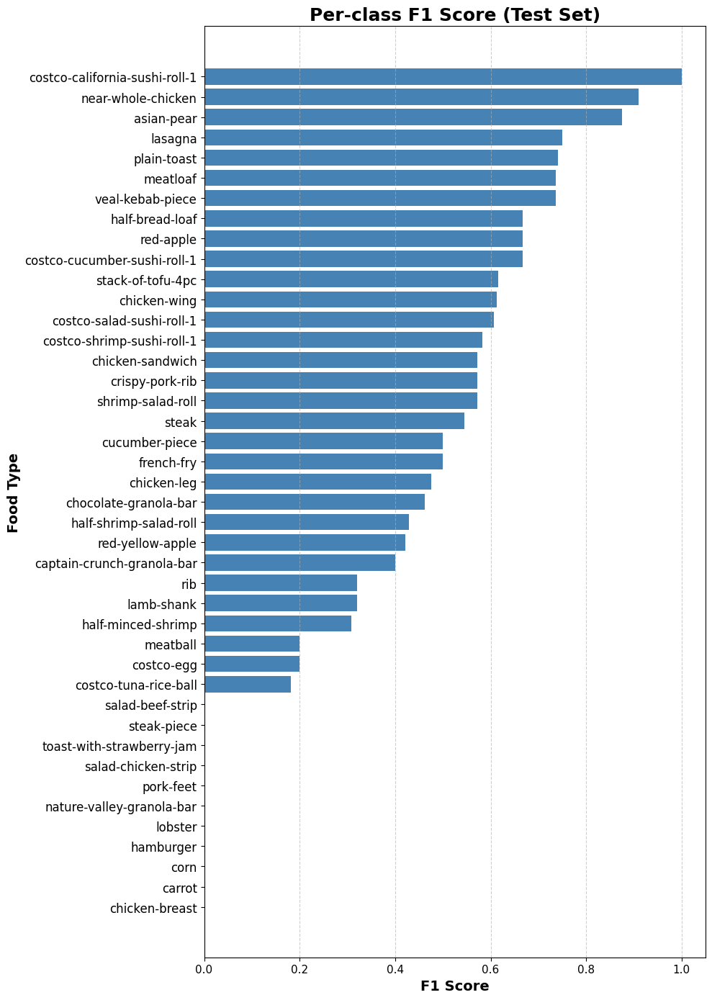 Per-class F1 Score (Test Set)
costco-california-sushi-roll-1
near-whole-chicken
asian-pear
lasagna
plain-toast
meatloaf
veal-kebab-piece
half-bread-loaf
red-apple
costco-cucumber-sushi-roll-1
stack-of-tofu-4pc
chicken-wing
costco-salad-sushi-roll-1
costco-shrimp-sushi-roll-1
chicken-sandwich
crispy-pork-rib
shrimp-salad-roll
steak
cucumber-piece
french-fry
chicken-leg
chocolate-granola-bar
half-shrimp-salad-roll
red-yellow-apple
captain-crunch-granola-bar
rib
lamb-shank
half-minced-shrimp
meatball
costco-egg
costco-tuna-rice-ball
salad-beef-strip
steak-piece
toast-with-strawberry-jam
salad-chicken-strip
pork-feet
nature-valley-granola-bar
lobster
hamburger
corn
carrot
chicken-breast
Food Type
0.0 0.2 0.4 0.6 0.8 1.0
F1 Score